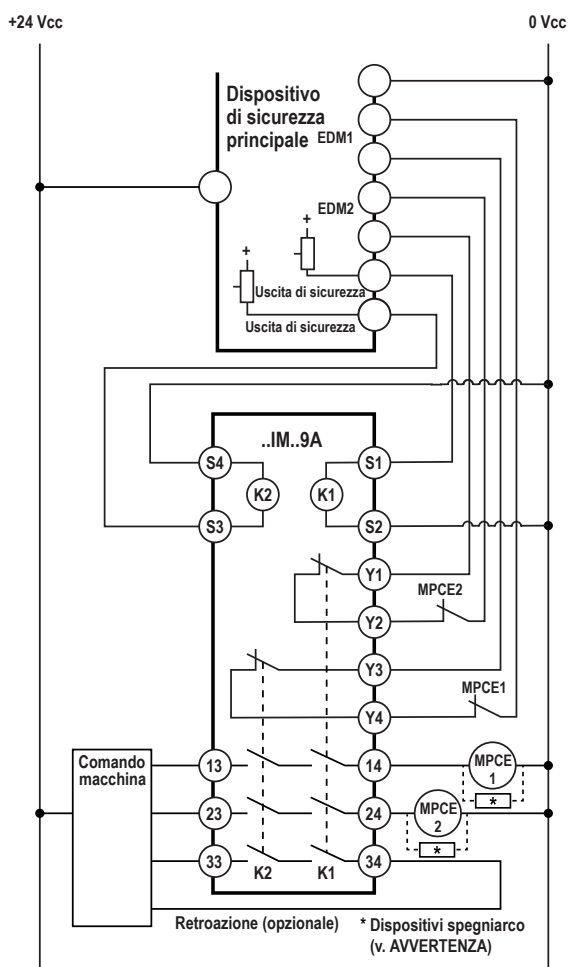 +24 Vcc
0 Vcc
Dispositivo
di sicurezza
principale
EDM1
EDM2
+
+
Uscita di sicurezza
Uscita di sicurezza
..IM..9A
S4
S1
K2
K1
S3
S2
Y1
MPCE2
Y2
Y3
MPCE1
Y4
Comando
macchina
13
14
MPCE
1
*
23
24
MPCE
2
*
33
K2
K1
34
Retroazione (opzionale)
* Dispositivi spegniarco
(v. AVVERTENZA)